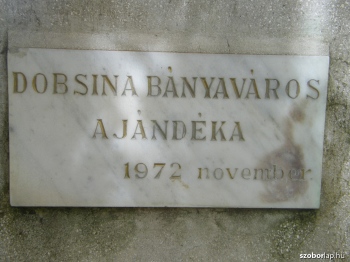 DOBSINA BÁNYAVÁROS
AJÁNDÉKA
1972 november.
szoborlap.hu